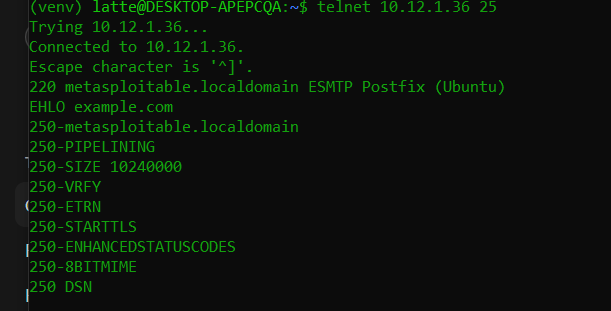 (venv) latte@DESKTOP-APEPCQA:~$ telnet 10.12.1.36 25
Trying 10.12.1.36...
Connected to 10.12.1.36.
Escape character is '^]'.
220 metasploitable.localdomain ESMTP Postfix (Ubuntu)
EHLO example.com
250-metasploitable.localdomain
250-PIPELINING
250-SIZE 10240000
250-VRFY
250-ETRN
250-STARTTLS
250-ENHANCEDSTATUSCODES
250-8BITMIME
250 DSN